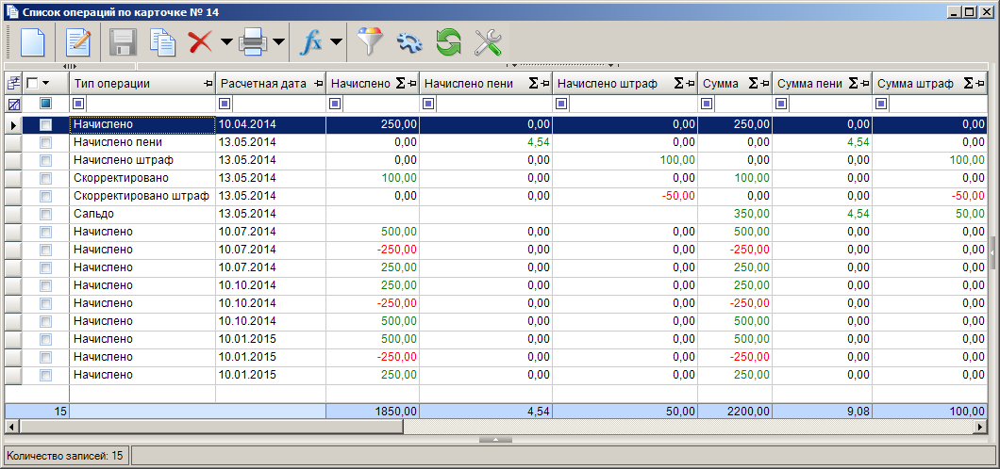 Список операций по карточке № 14
Тип операции Расчетная дата Начислено Σ Начислено пени Σ Начислено штраф Σ Сумма Σ Сумма пени Σ Сумма штраф Σ
Начислено 10.04.2014 250,00 0,00 0,00 250,00 0,00 0,00
Начислено пени 13.05.2014 0,00 4,54 0,00 0,00 4,54 0,00
Начислено штраф 13.05.2014 0,00 0,00 100,00 0,00 0,00 100,00
Скорректировано 13.05.2014 100,00 0,00 0,00 100,00 0,00 0,00
Скорректировано штраф 13.05.2014 0,00 0,00 -50,00 0,00 0,00 -50,00
Сальдо 13.05.2014 350,00 4,54 50,00
Начислено 10.07.2014 500,00 0,00 0,00 500,00 0,00 0,00
Начислено 10.07.2014 -250,00 0,00 0,00 -250,00 0,00 0,00
Начислено 10.07.2014 250,00 0,00 0,00 250,00 0,00 0,00
Начислено 10.10.2014 250,00 0,00 0,00 250,00 0,00 0,00
Начислено 10.10.2014 -250,00 0,00 0,00 -250,00 0,00 0,00
Начислено 10.10.2014 500,00 0,00 0,00 500,00 0,00 0,00
Начислено 10.01.2015 500,00 0,00 0,00 500,00 0,00 0,00
Начислено 10.01.2015 -250,00 0,00 0,00 -250,00 0,00 0,00
Начислено 10.01.2015 250,00 0,00 0,00 250,00 0,00 0,00
15 1850,00 4,54 50,00 2200,00 9,08 100,00
Количество записей: 15